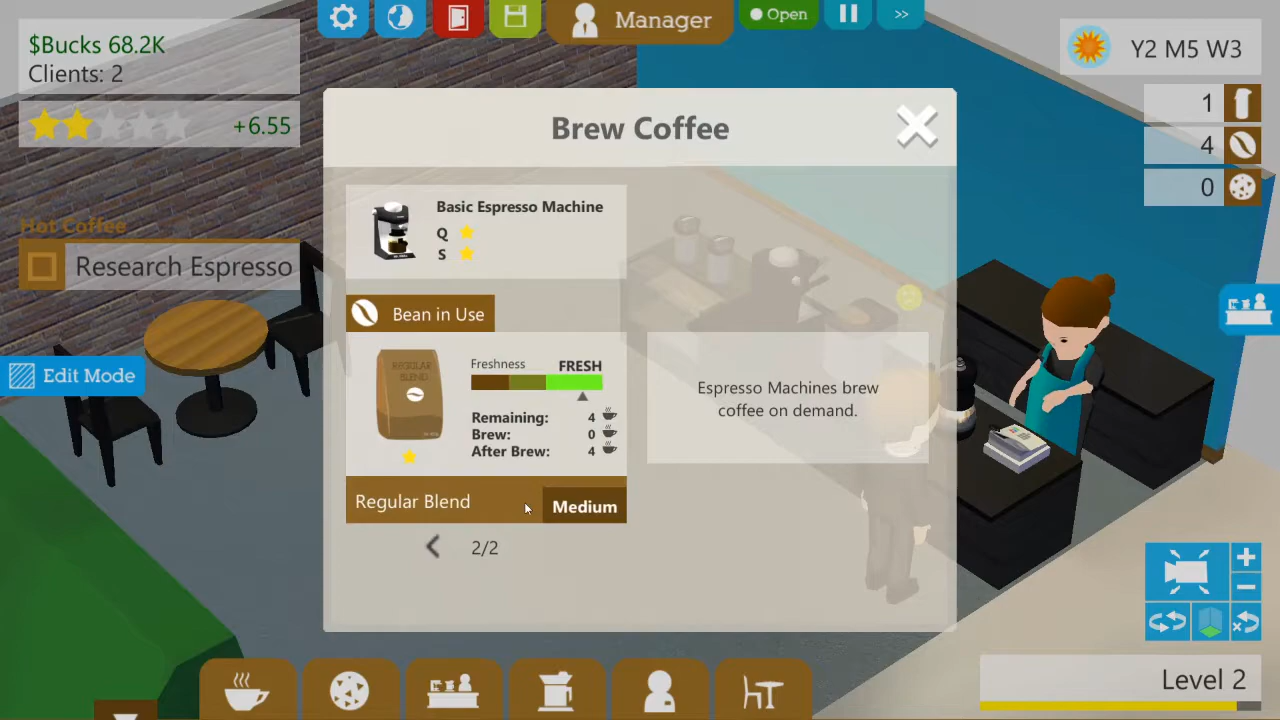 $Bucks 68.2K
Clients: 2
+6.55
Manager
Open
>>
Y2 M5 W3
1
4
0
Hot Coffee
Research Espresso
Edit Mode
Brew Coffee
Basic Espresso Machine
Q
S
Bean in Use
REGULAR
BLEND
Freshness FRESH
Remaining: 4
Brew: 0
After Brew: 4
Regular Blend
Medium
2/2
Espresso Machines brew
coffee on demand.
Level 2